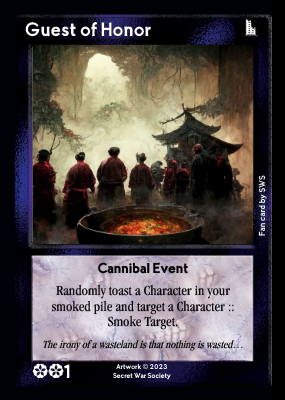 Guest of Honor
Fan card by SWS
Cannibal Event
Randomly toast a Character in your
smoked pile and target a Character ::
Smoke Target.
The irony of a wasteland is that nothing is wasted…
1
Artwork © 2023
Secret War Society